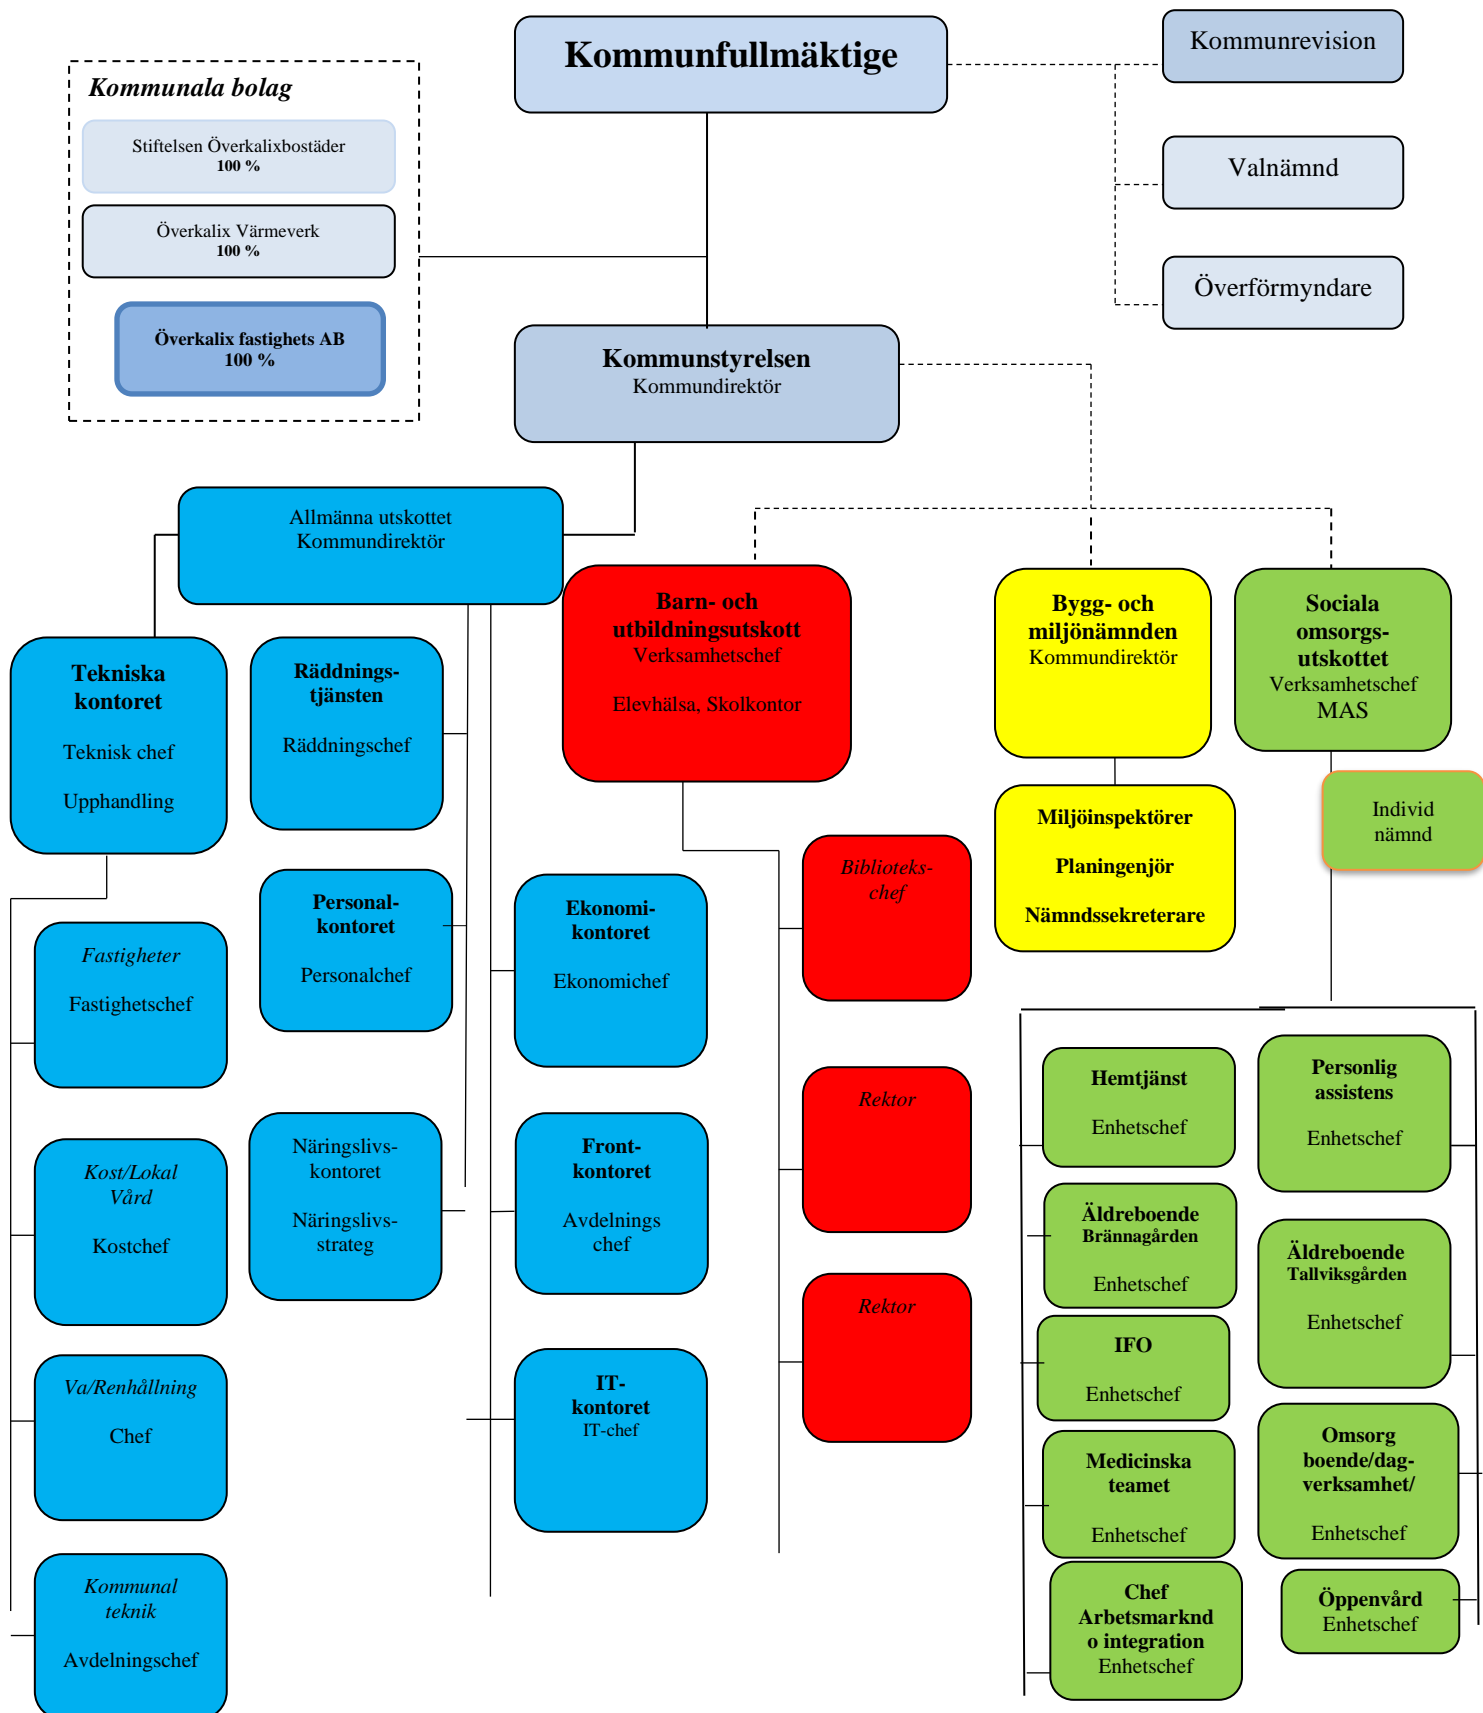 Kommunfullmäktige
Kommunrevision
Valnämnd
Överförmyndare
Kommunala bolag
Stiftelsen Överkalixbostäder
100 %
Överkalix Värmeverk
100 %
Överkalix fastighets AB
100 %
Kommunstyrelsen
Kommundirektör
Allmänna utskottet
Kommundirektör
Barn- och
utbildningsutskott
Verksamhetschef
Elevhälsa, Skolkontor
Bygg- och
miljönämnden
Kommundirektör
Sociala
omsorgs-
utskottet
Verksamhetschef
MAS
Tekniska
kontoret
Teknisk chef
Upphandling
Räddnings-
tjänsten
Räddningschef
Individ
nämnd
Miljöinspektörer
Planingenjör
Nämndssekreterare
Personal-
kontoret
Personalchef
Ekonomi-
kontoret
Ekonomichef
Biblioteks-
chef
Fastigheter
Fastighetschef
Kost/Lokal
Vård
Kostchef
Näringslivs-
kontoret
Näringslivs-
strateg
Front-
kontoret
Avdelnings
chef
Rektor
Rektor
Va/Renhållning
Chef
IT-
kontoret
IT-chef
Kommunal
teknik
Avdelningschef
Hemtjänst
Enhetschef
Äldreboende
Brännagården
Enhetschef
IFO
Enhetschef
Medicinska
teamet
Enhetschef
Chef
Arbetsmarknd
o integration
Enhetschef
Personlig
assistens
Enhetschef
Äldreboende
Tallviksgården
Enhetschef
Omsorg
boende/dag-
verksamhet/
Enhetschef
Öppenvård
Enhetschef